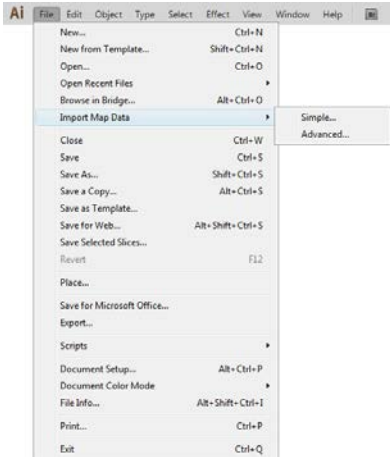 Ai File Edit Object Type Select Effect View Window Help
New... Ctrl+N
New from Template... Shift+Ctrl+N
Open... Ctrl+O
Open Recent Files
Browse in Bridge... Alt+Ctrl+O
Import Map Data Simple...
Advanced...
Close Ctrl+W
Save Ctrl+S
Save As... Shift+Ctrl+S
Save a Copy... Alt+Ctrl+S
Save as Template...
Save for Web... Alt+Shift+Ctrl+S
Save Selected Slices...
Revert F12
Place...
Save for Microsoft Office...
Export...
Scripts
Document Setup... Alt+Ctrl+P
Document Color Mode
File Info... Alt+Shift+Ctrl+I
Print... Ctrl+P
Exit Ctrl+Q